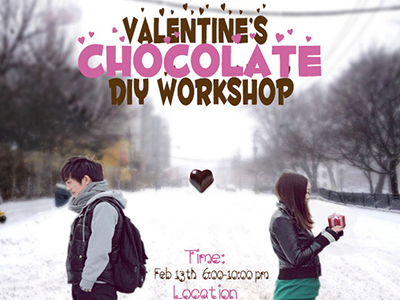 VALENTINE'S
CHOCOLATE
DIY WORKSHOP
Time:
Feb 13th 6:00-10:00 pm
Location